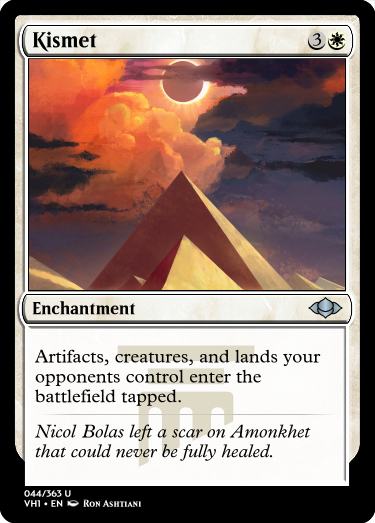 Kismet 3
Enchantment
Artifacts, creatures, and lands your
opponents control enter the
battlefield tapped.
Nicol Bolas left a scar on Amonkhet
that could never be fully healed.
044/363 U
VH1 • EN Ron Ashtiani